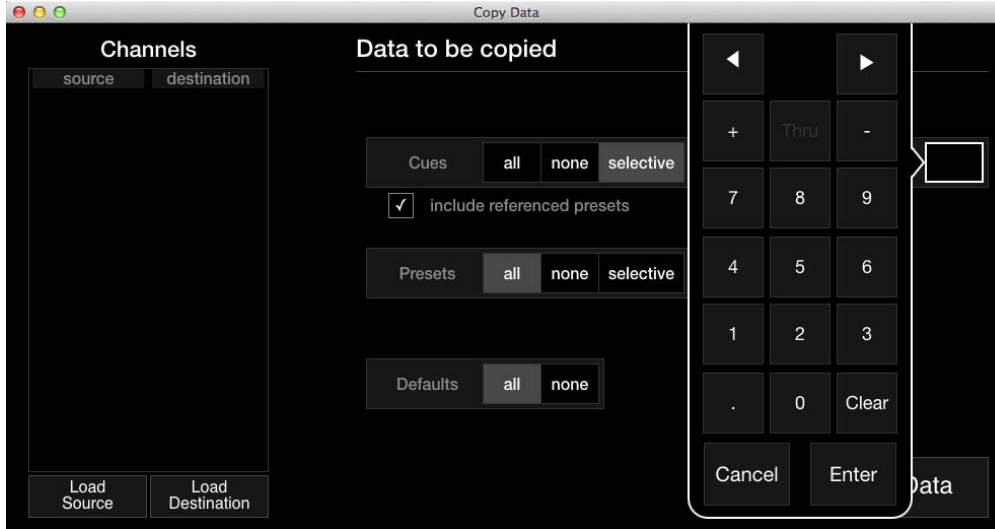 Copy Data
Channels
source destination
Load Source
Load Destination
Data to be copied
Cues all none selective
✓ include referenced presets
Presets all none selective
Defaults all none
+ Thru -
7 8 9
4 5 6
1 2 3
. 0 Clear
Cancel Enter
Data